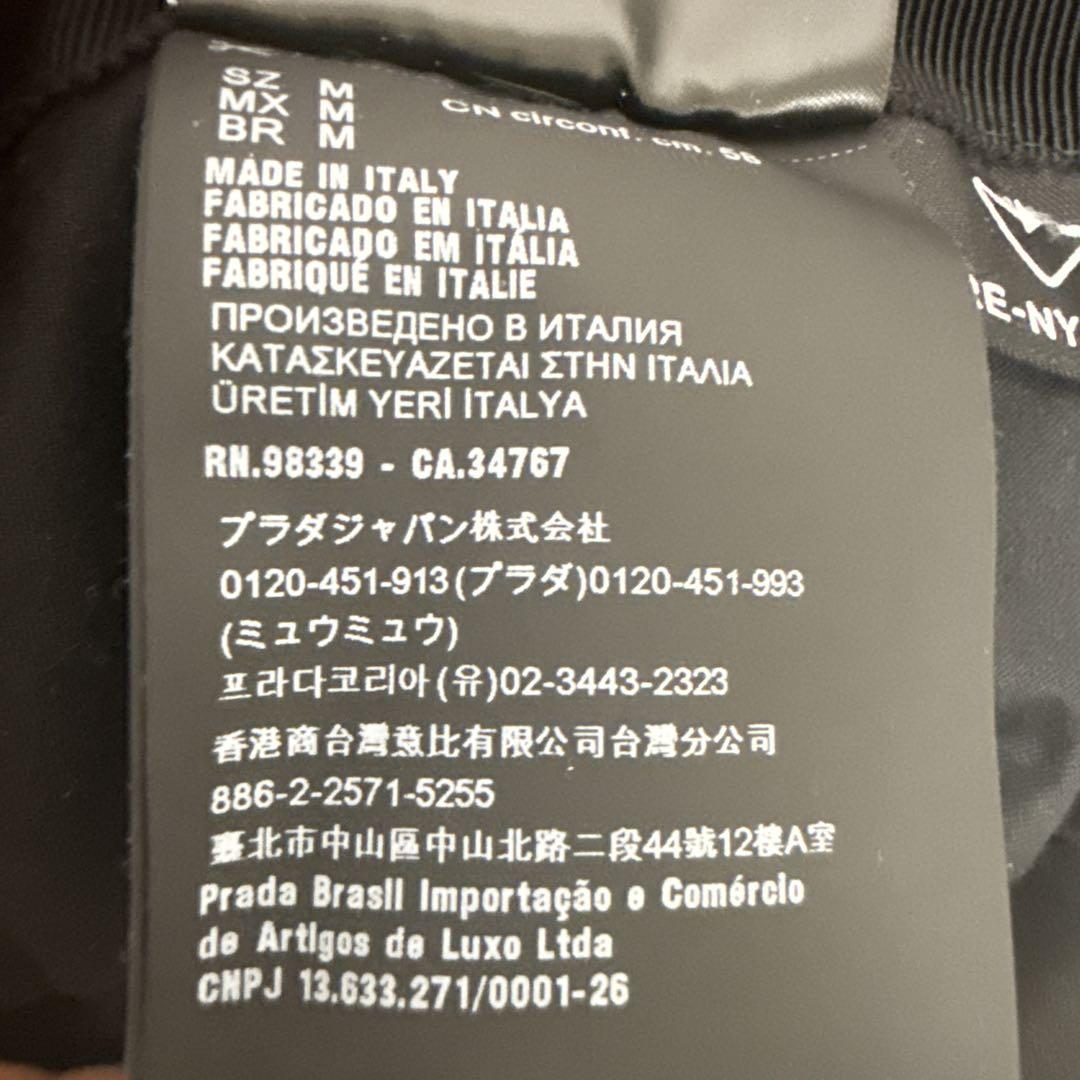 SZ M
MX M
BR M
CN circonf. cm. 56
MADE IN ITALY
FABRICADO EN ITALIA
FABRICADO EM ITÁLIA
FABRIQUÉ EN ITALIE
ПРОИЗВЕДЕНО В ИТАЛИЯ
ΚΑΤΑΣΚΕΥΑΖΕΤΑΙ ΣΤΗΝ ΙΤΑΛΙΑ
ÜRETİM YERİ İTALYA
RN.98339 - CA.34767
プラダジャパン株式会社
0120-451-913(プラダ)0120-451-993
(ミュウミュウ)
프라다코리아(유)02-3443-2323
香港商台灣意比有限公司台灣分公司
886-2-2571-5255
臺北市中山區中山北路二段44號12樓A室
Prada Brasil Importação e Comércio
de Artigos de Luxo Ltda
CNPJ 13.633.271/0001-26
RE-NY